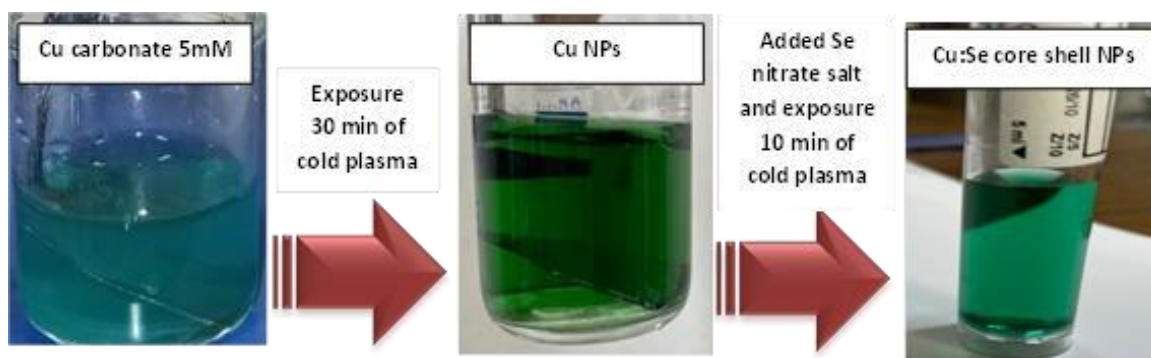 Cu carbonate 5mM
Exposure
30 min of
cold plasma
Cu NPs
Added Se
nitrate salt
and exposure
10 min of
cold plasma
Cu:Se core shell NPs
5ml